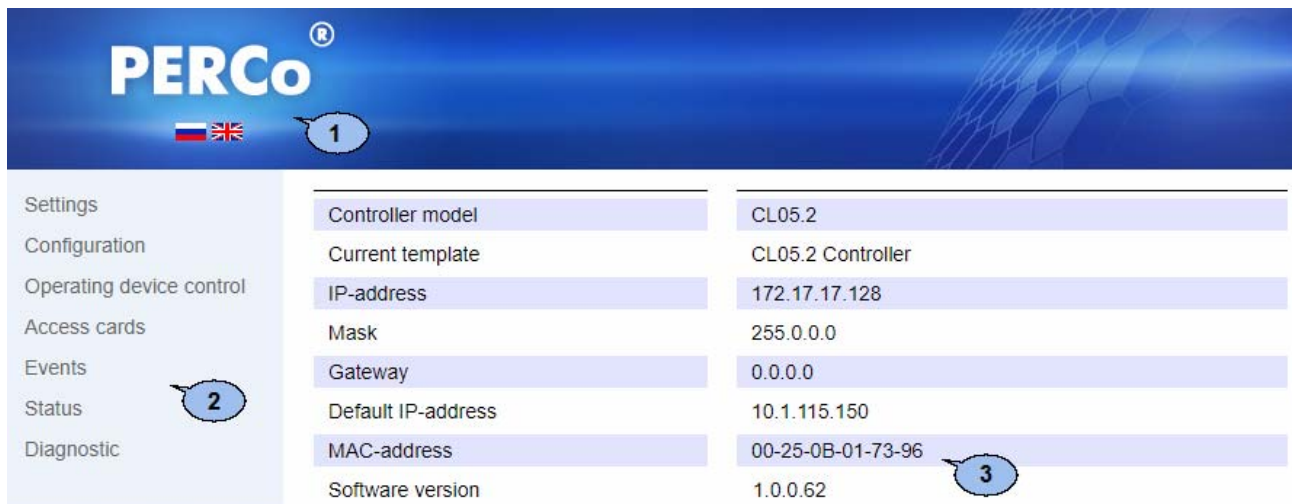 PERCo®
1
Settings
Configuration
Operating device control
Access cards
Events
Status
Diagnostic
2
Controller model CL05.2
Current template CL05.2 Controller
IP-address 172.17.17.128
Mask 255.0.0.0
Gateway 0.0.0.0
Default IP-address 10.1.115.150
MAC-address 00-25-0B-01-73-96
Software version 1.0.0.62
3